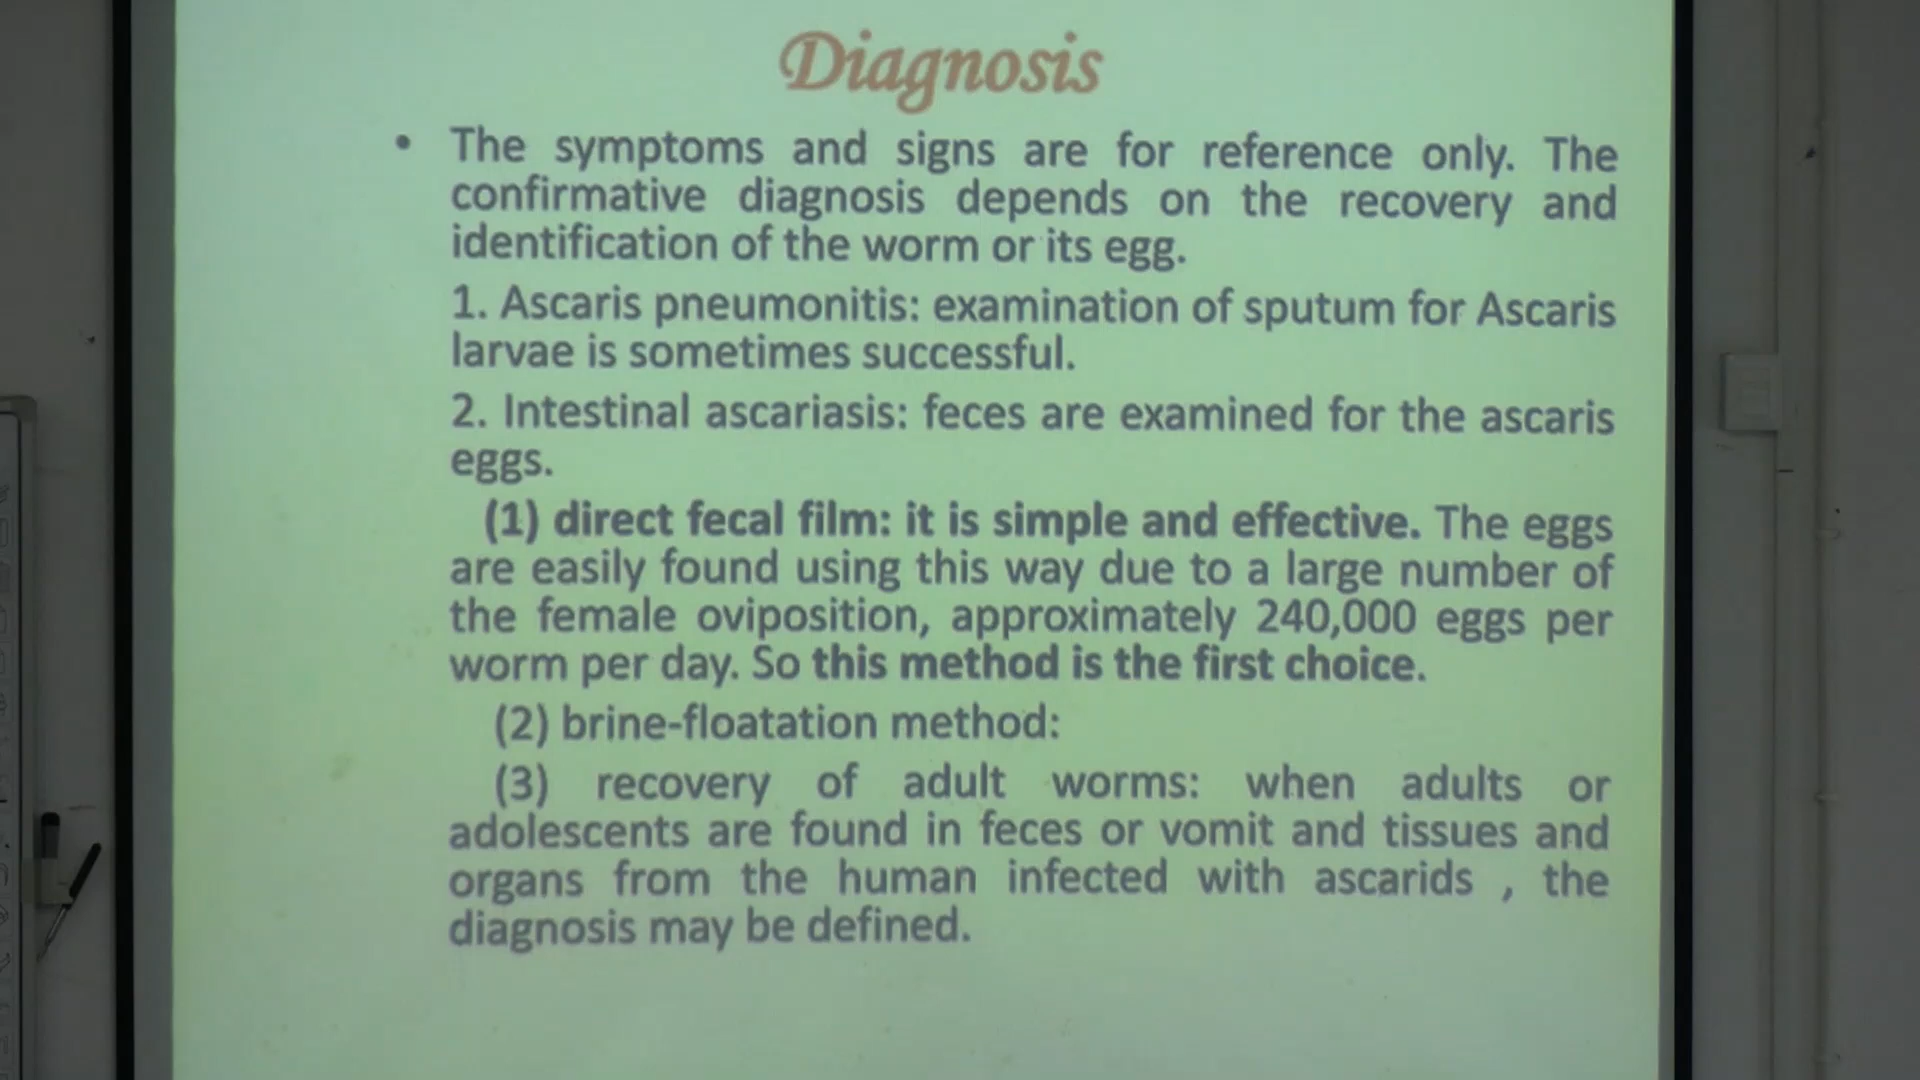 Diagnosis
• The symptoms and signs are for reference only. The
confirmative diagnosis depends on the recovery and
identification of the worm or its egg.
1. Ascaris pneumonitis: examination of sputum for Ascaris
larvae is sometimes successful.
2. Intestinal ascariasis: feces are examined for the ascaris
eggs.
(1) direct fecal film: it is simple and effective. The eggs
are easily found using this way due to a large number of
the female oviposition, approximately 240,000 eggs per
worm per day. So this method is the first choice.
(2) brine-floatation method:
(3) recovery of adult worms: when adults or
adolescents are found in feces or vomit and tissues and
organs from the human infected with ascarids , the
diagnosis may be defined.